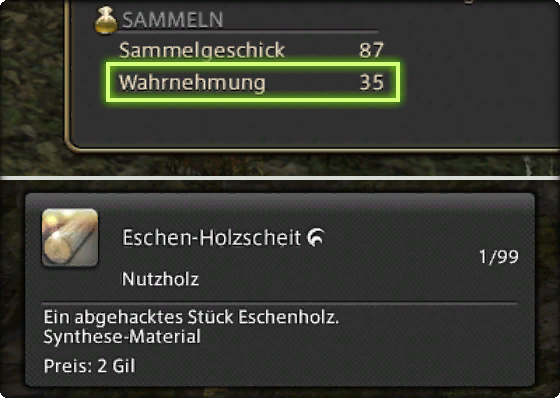 SAMMELN
Sammelgeschick 87
Wahrnehmung 35
Eschen-Holzscheit
1/99
Nutzholz
Ein abgehacktes Stück Eschenholz.
Synthese-Material
Preis: 2 Gil